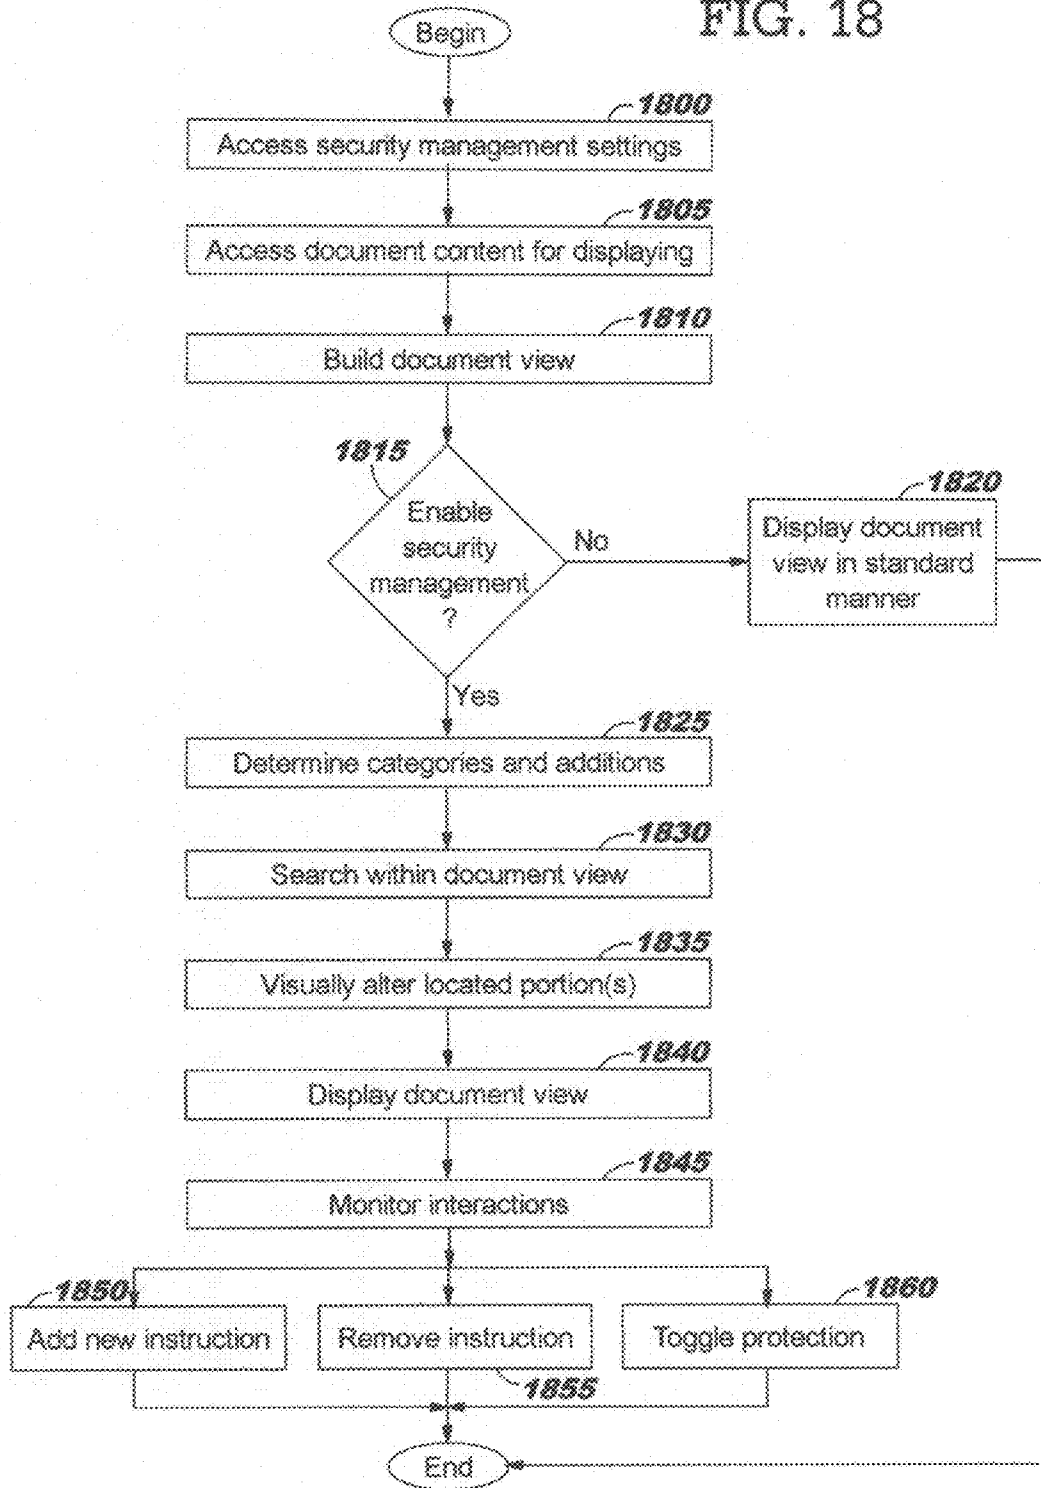 FIG. 18
Begin
1800
Access security management settings
1805
Access document content for displaying
1810
Build document view
1815
Enable
security
management
?
No
1820
Display document
view in standard
manner
Yes
1825
Determine categories and additions
1830
Search within document view
1835
Visually alter located portion(s)
1840
Display document view
1845
Monitor interactions
1850
Add new instruction
Remove instruction
1855
1860
Toggle protection
End